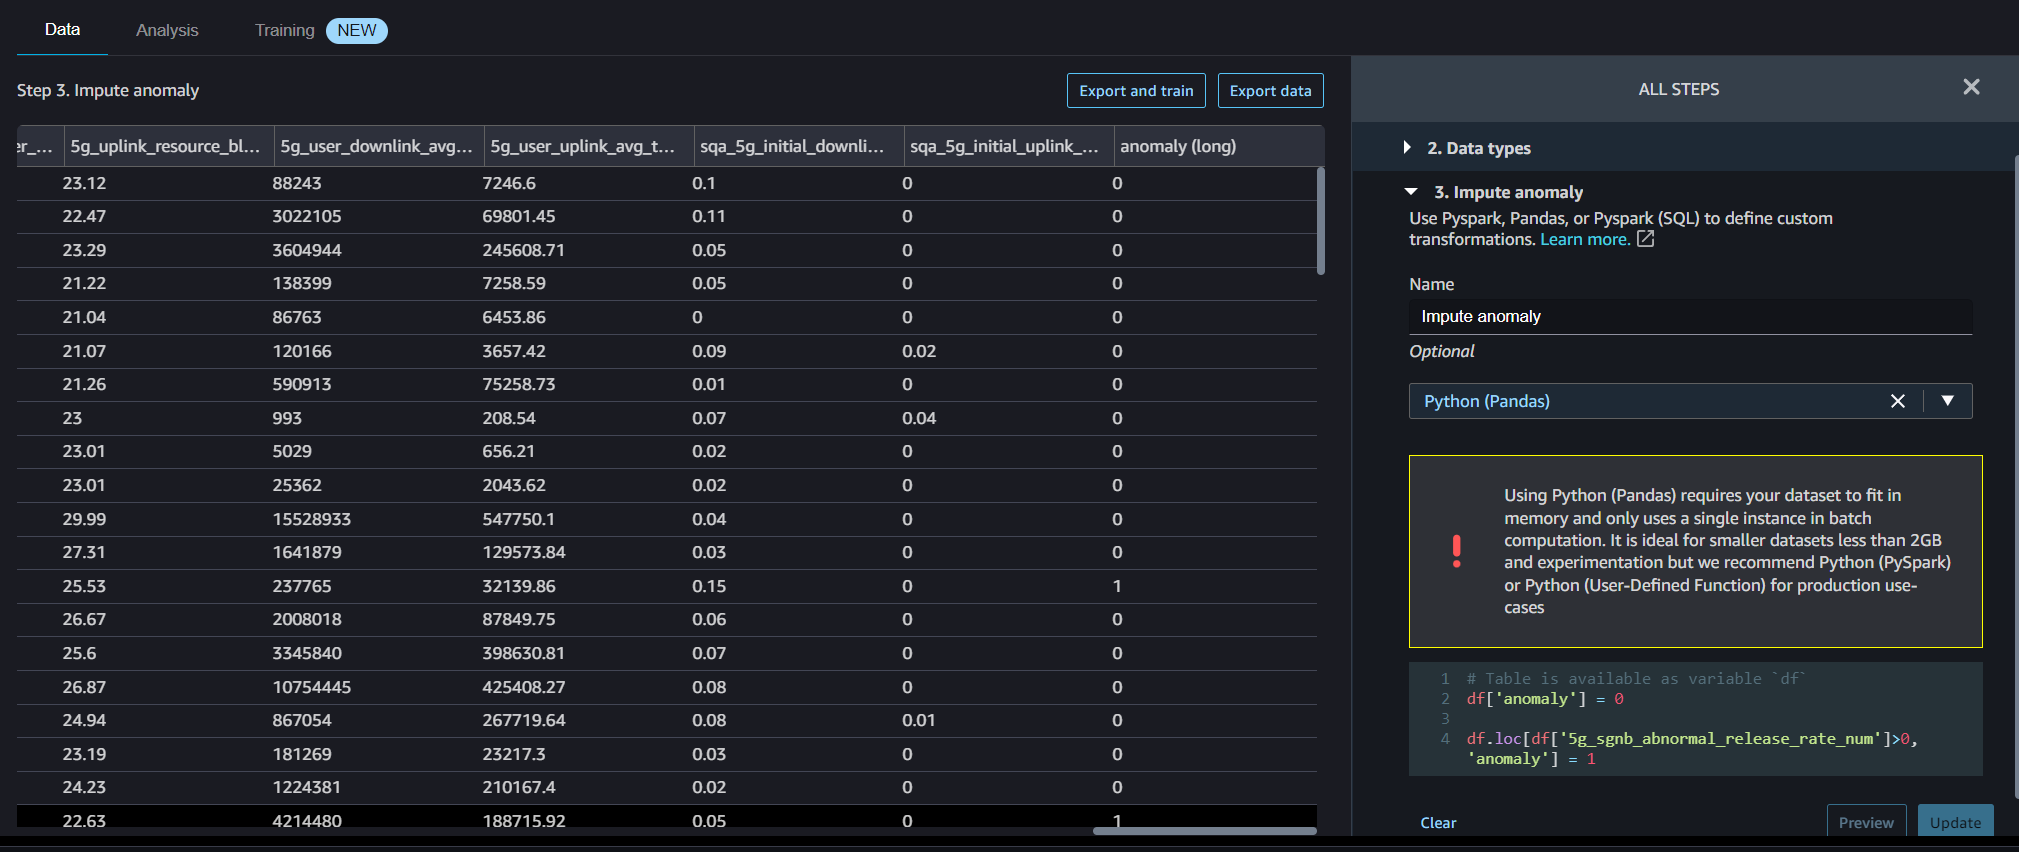 Data Analysis Training NEW
Step 3. Impute anomaly Export and train Export data
er_... 5g_uplink_resource_bl... 5g_user_downlink_avg... 5g_user_uplink_avg_t... sqa_5g_initial_downli... sqa_5g_initial_uplink_... anomaly (long)
23.12 88243 7246.6 0.1 0 0
22.47 3022105 69801.45 0.11 0 0
23.29 3604944 245608.71 0.05 0 0
21.22 138399 7258.59 0.05 0 0
21.04 86763 6453.86 0 0 0
21.07 120166 3657.42 0.09 0.02 0
21.26 590913 75258.73 0.01 0 0
23 993 208.54 0.07 0.04 0
23.01 5029 656.21 0.02 0 0
23.01 25362 2043.62 0.02 0 0
29.99 15528933 547750.1 0.04 0 0
27.31 1641879 129573.84 0.03 0 0
25.53 237765 32139.86 0.15 0 1
26.67 2008018 87849.75 0.06 0 0
25.6 3345840 398630.81 0.07 0 0
26.87 10754445 425408.27 0.08 0 0
24.94 867054 267719.64 0.08 0.01 0
23.19 181269 23217.3 0.03 0 0
24.23 1224381 210167.4 0.02 0 0
22.63 4214480 188715.92 0.05 0 1
ALL STEPS
2. Data types
3. Impute anomaly
Use Pyspark, Pandas, or Pyspark (SQL) to define custom
transformations. Learn more.
Name
Impute anomaly
Optional
Python (Pandas)
Using Python (Pandas) requires your dataset to fit in
memory and only uses a single instance in batch
computation. It is ideal for smaller datasets less than 2GB
and experimentation but we recommend Python (PySpark)
or Python (User-Defined Function) for production use-
cases
1 # Table is available as variable `df`
2 df['anomaly'] = 0
3
4 df.loc[df['5g_sgnb_abnormal_release_rate_num']>0,
'anomaly'] = 1
Clear Preview Update